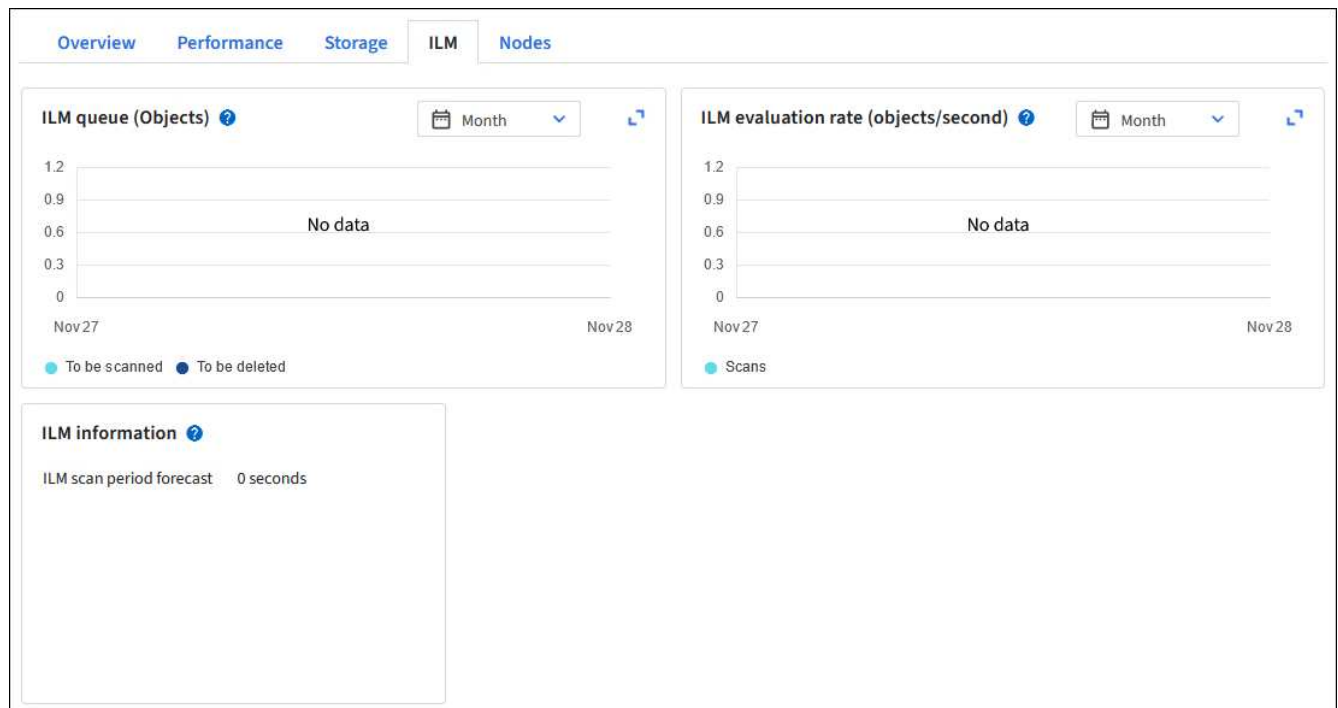 Overview Performance Storage ILM Nodes
ILM queue (Objects) ? Month
1.2
0.9
0.6
0.3
0
No data
Nov 27 Nov 28
To be scanned To be deleted
ILM evaluation rate (objects/second) ? Month
1.2
0.9
0.6
0.3
0
No data
Nov 27 Nov 28
Scans
ILM information ?
ILM scan period forecast 0 seconds